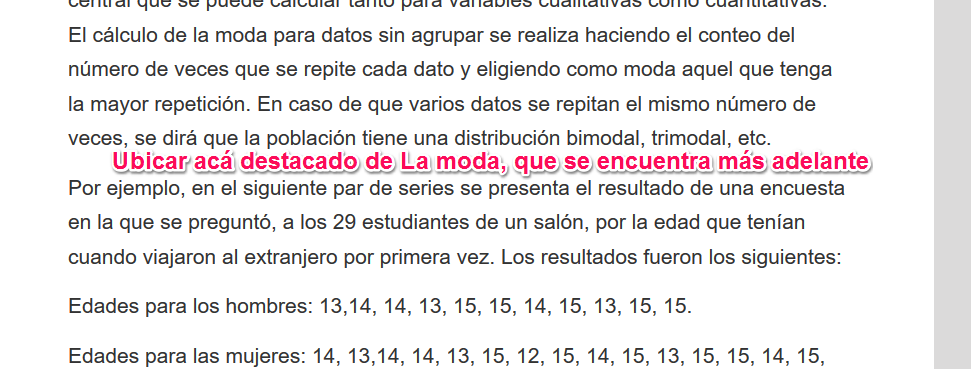 central que se puede calcular tanto para variables cualitativas como cuantitativas.
El cálculo de la moda para datos sin agrupar se realiza haciendo el conteo del
número de veces que se repite cada dato y eligiendo como moda aquel que tenga
la mayor repetición. En caso de que varios datos se repitan el mismo número de
veces, se dirá que la población tiene una distribución bimodal, trimodal, etc.
Ubicar acá destacado de La moda, que se encuentra más adelante
Por ejemplo, en el siguiente par de series se presenta el resultado de una encuesta
en la que se preguntó, a los 29 estudiantes de un salón, por la edad que tenían
cuando viajaron al extranjero por primera vez. Los resultados fueron los siguientes:
Edades para los hombres: 13,14, 14, 13, 15, 15, 14, 15, 13, 15, 15.
Edades para las mujeres: 14, 13,14, 14, 13, 15, 12, 15, 14, 15, 13, 15, 15, 14, 15,